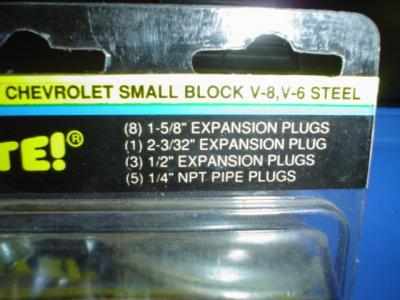 CHEVROLET SMALL BLOCK V-8,V-6 STEEL
TE!®
(8) 1-5/8" EXPANSION PLUGS
(1) 2-3/32" EXPANSION PLUG
(3) 1/2" EXPANSION PLUGS
(5) 1/4" NPT PIPE PLUGS